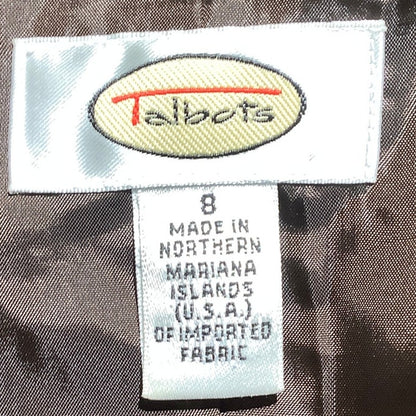 Talbots
8
MADE IN
NORTHERN
MARIANA
ISLANDS
(U.S.A.)
OF IMPORTED
FABRIC